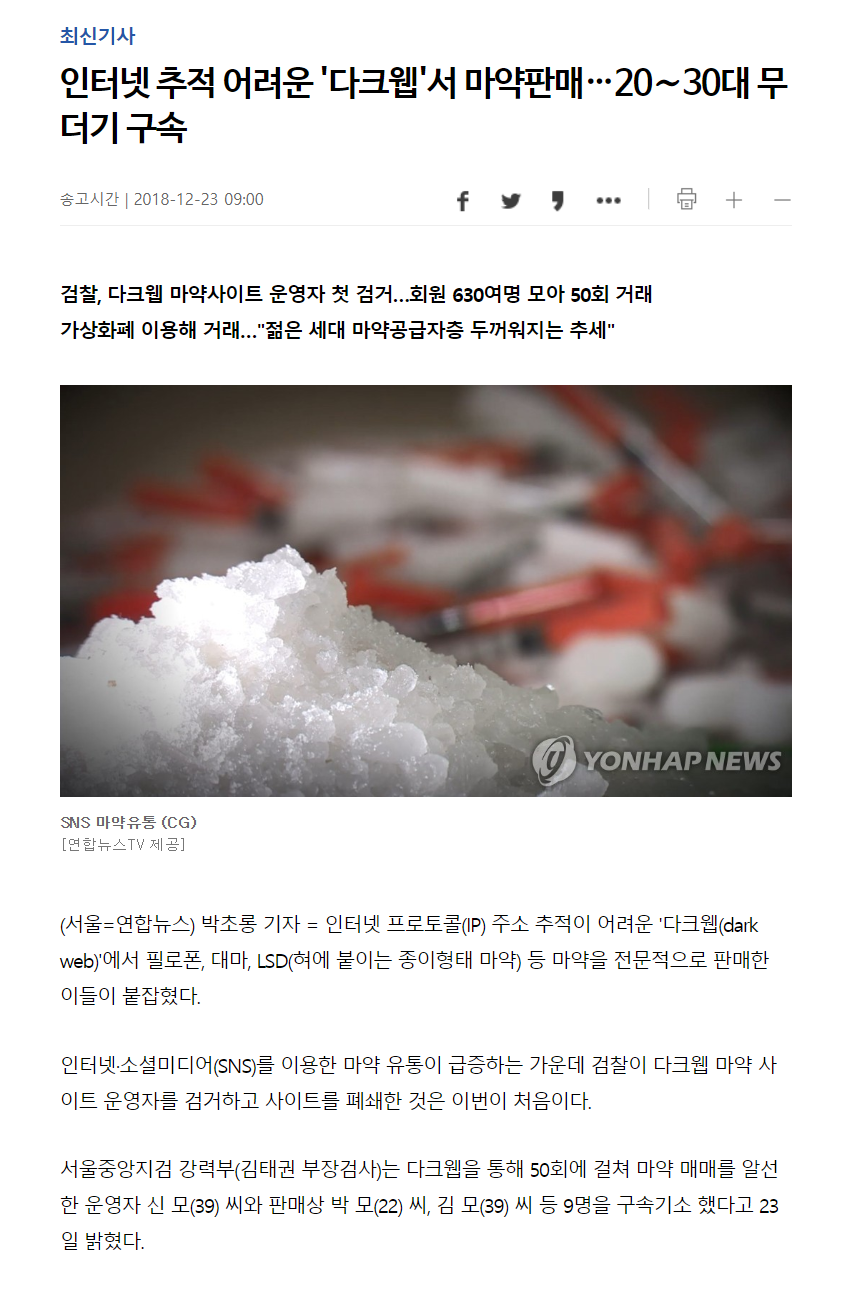 최신기사
인터넷 추적 어려운 '다크웹'서 마약판매…20∼30대 무
더기 구속
송고시간 | 2018-12-23 09:00
검찰, 다크웹 마약사이트 운영자 첫 검거…회원 630여명 모아 50회 거래
가상화폐 이용해 거래…"젊은 세대 마약공급자층 두꺼워지는 추세"
YONHAP NEWS
SNS 마약유통 (CG)
[연합뉴스TV 제공]
(서울=연합뉴스) 박초롱 기자 = 인터넷 프로토콜(IP) 주소 추적이 어려운 '다크웹(dark
web)'에서 필로폰, 대마, LSD(혀에 붙이는 종이형태 마약) 등 마약을 전문적으로 판매한
이들이 붙잡혔다.
인터넷·소셜미디어(SNS)를 이용한 마약 유통이 급증하는 가운데 검찰이 다크웹 마약 사
이트 운영자를 검거하고 사이트를 폐쇄한 것은 이번이 처음이다.
서울중앙지검 강력부(김태권 부장검사)는 다크웹을 통해 50회에 걸쳐 마약 매매를 알선
한 운영자 신 모(39) 씨와 판매상 박 모(22) 씨, 김 모(39) 씨 등 9명을 구속기소 했다고 23
일 밝혔다.